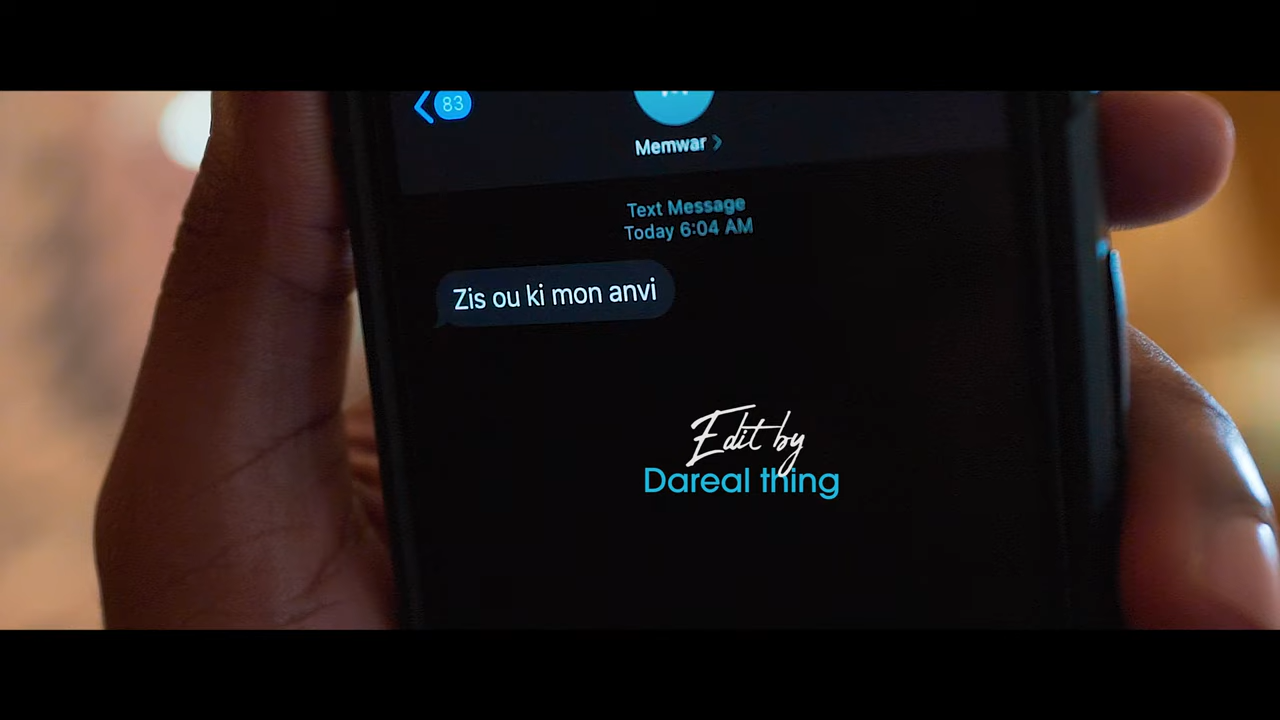 83
Memwar
Text Message
Today 6:04 AM
Zis ou ki mon anvi
Edit by
Dareal thing